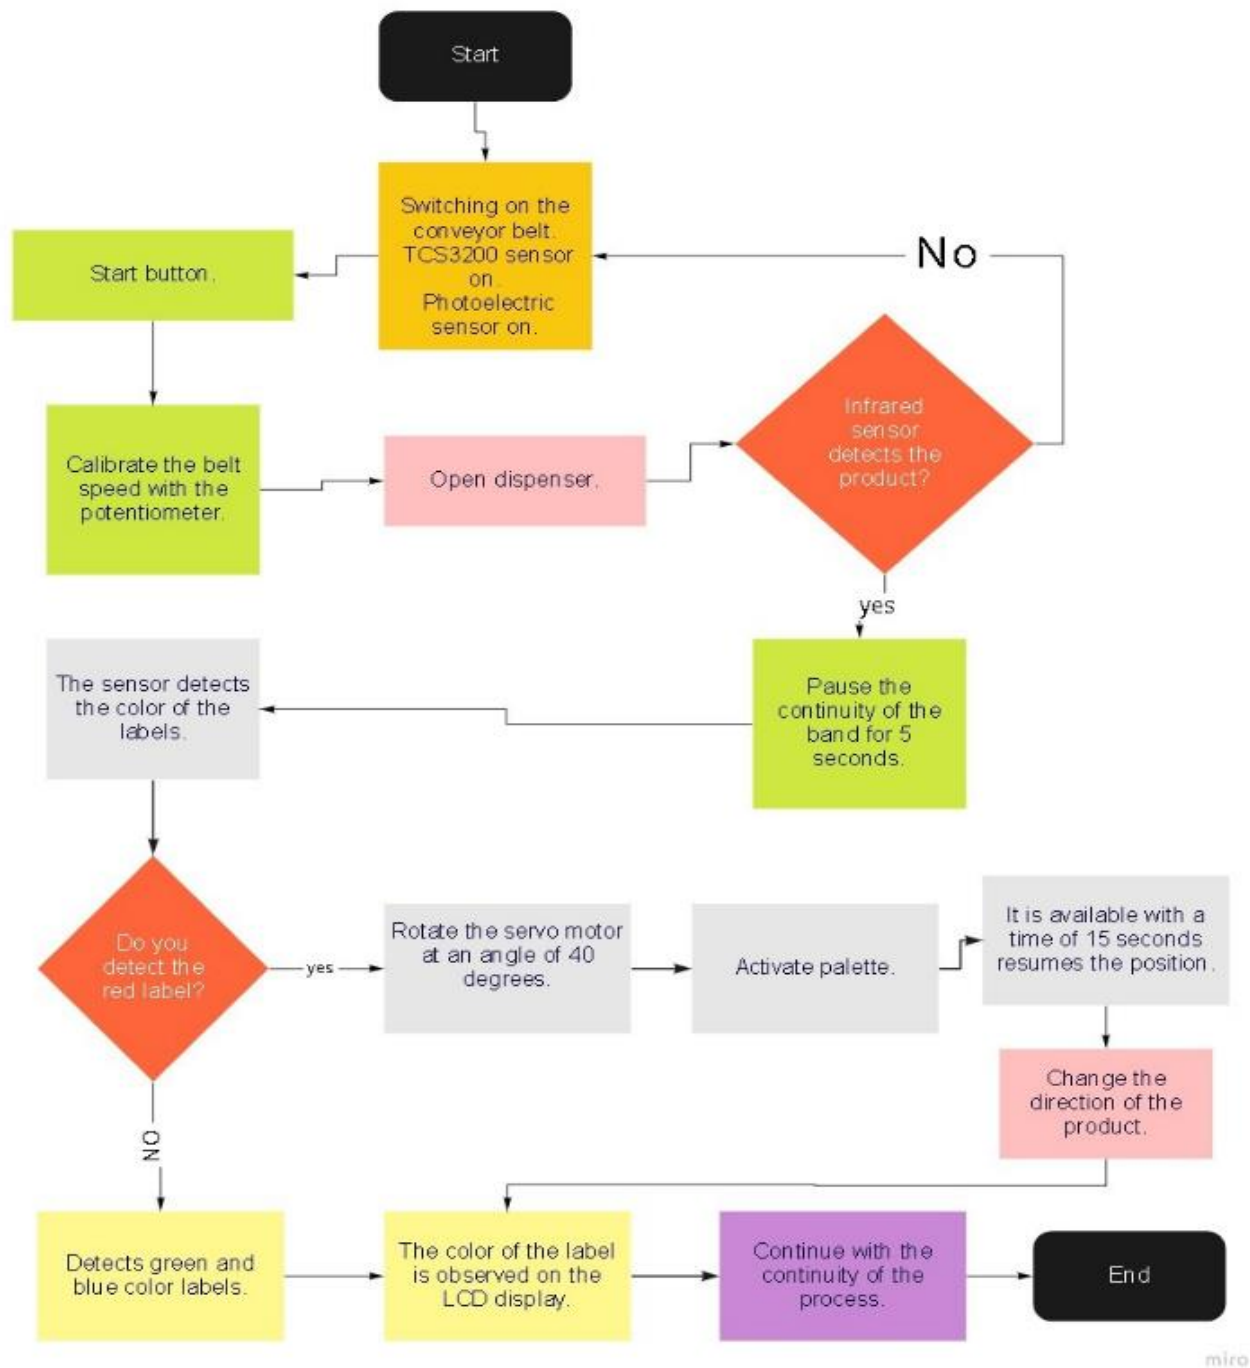 Start
Switching on the
conveyor belt.
TCS3200 sensor
on.
Photoelectric
sensor on.
No
Start button.
Infrared
sensor
detects the
product?
Calibrate the belt
speed with the
potentiometer.
Open dispenser.
yes
The sensor detects
the color of the
labels.
Pause the
continuity of the
band for 5
seconds.
Do you
detect the
red label?
yes
Rotate the servo motor
at an angle of 40
degrees.
Activate palette.
It is available with a
time of 15 seconds
resumes the position.
Change the
direction of the
product.
NO
Detects green and
blue color labels.
The color of the label
is observed on the
LCD display.
Continue with the
continuity of the
process.
End
miro